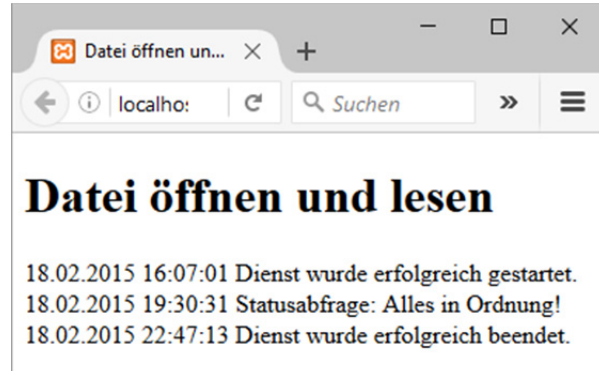 Datei öffnen un...
localho:
Suchen
Datei öffnen und lesen
18.02.2015 16:07:01 Dienst wurde erfolgreich gestartet.
18.02.2015 19:30:31 Statusabfrage: Alles in Ordnung!
18.02.2015 22:47:13 Dienst wurde erfolgreich beendet.